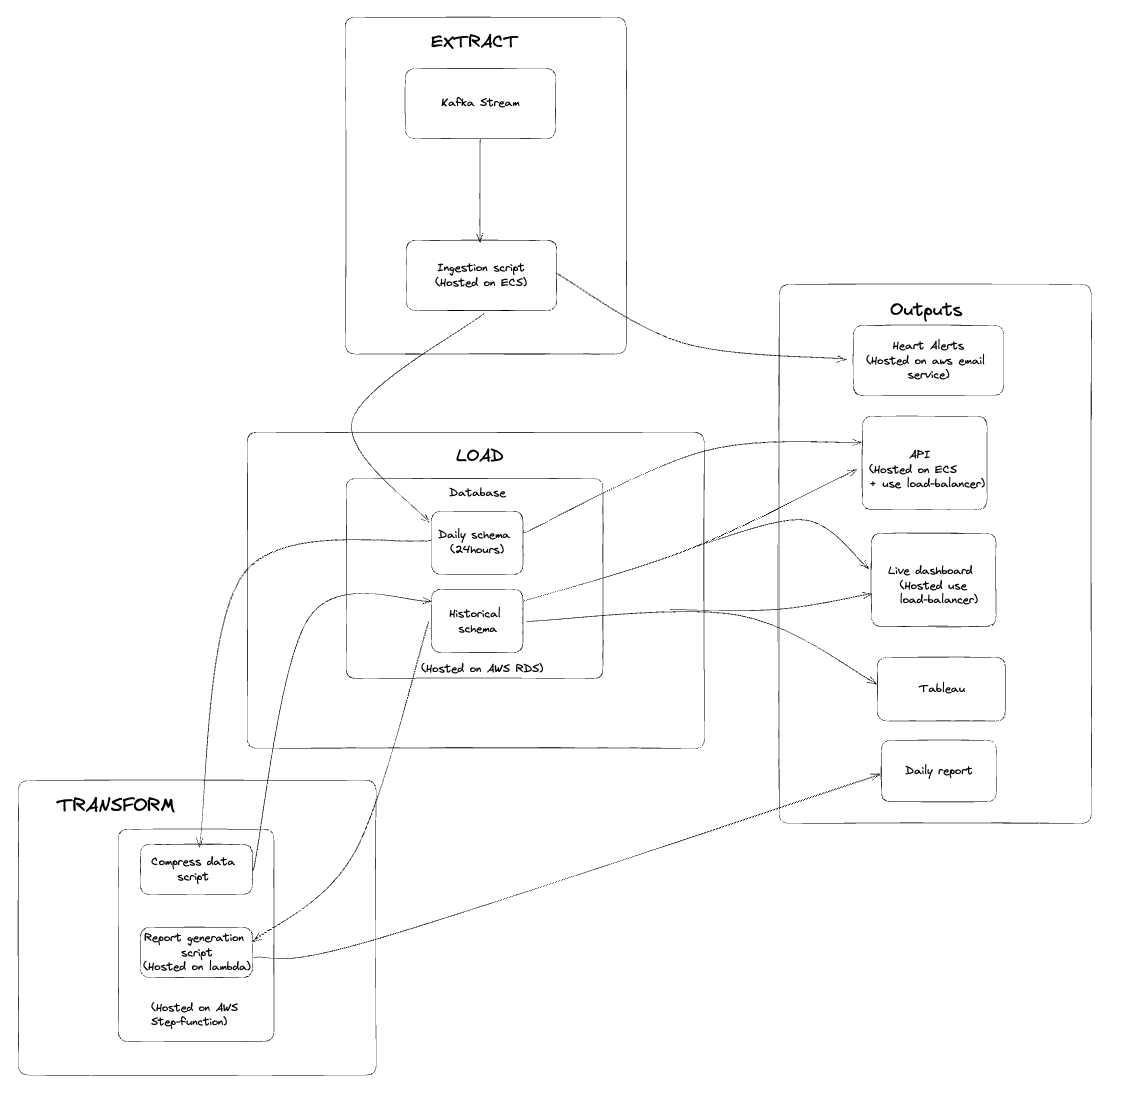 EXTRACT
Kafka Stream
Ingestion script
(Hosted on ECS)
Outputs
Heart Alerts
(Hosted on aws email
service)
API
(Hosted on ECS
+ use load-balancer)
Live dashboard
(Hosted use
load-balancer)
Tableau
Daily report
LOAD
Database
Daily schema
(24hours)
Historical
schema
(Hosted on AWS RDS)
TRANSFORM
Compress data
script
Report generation
script
(Hosted on lambda)
(Hosted on AWS
Step-function)